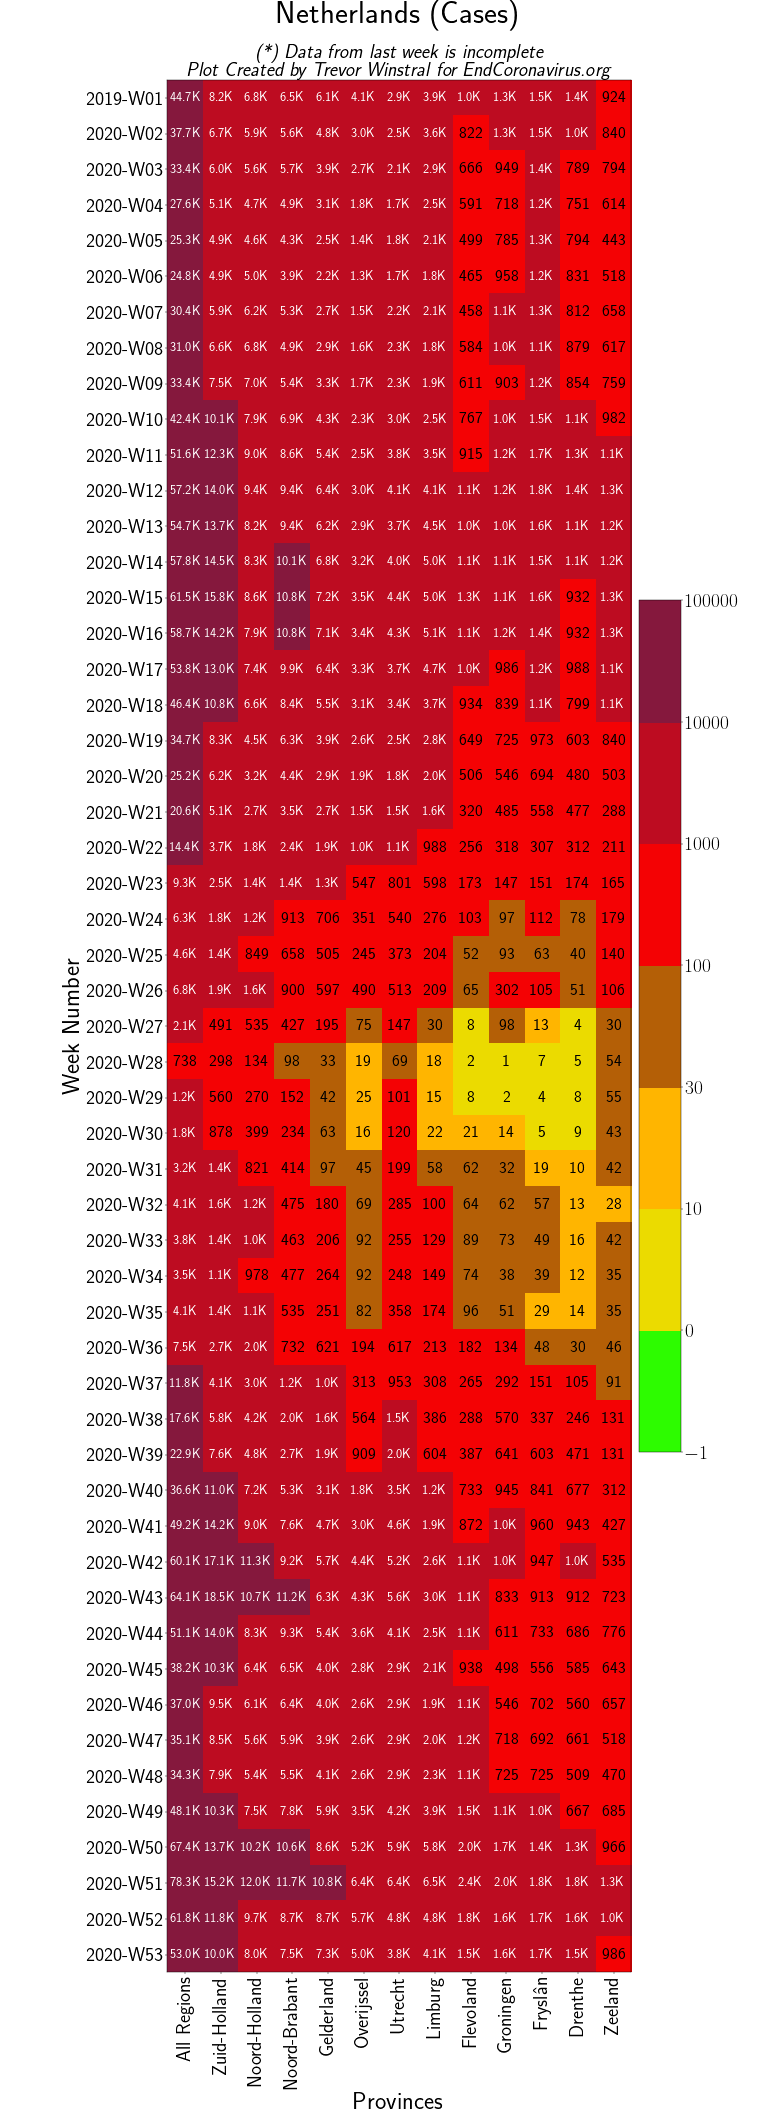 Netherlands (Cases)
(*) Data from last week is incomplete
Plot Created by Trevor Winstral for EndCoronavirus.org
2019-W01 44.7K 8.2K 6.8K 6.5K 6.1K 4.1K 2.9K 3.9K 1.0K 1.3K 1.5K 1.4K 924
2020-W02 37.7K 6.7K 5.9K 5.6K 4.8K 3.0K 2.5K 3.6K 822 1.3K 1.5K 1.0K 840
2020-W03 33.4K 6.0K 5.6K 5.7K 3.9K 2.7K 2.1K 2.9K 666 949 1.4K 789 794
2020-W04 27.6K 5.1K 4.7K 4.9K 3.1K 1.8K 1.7K 2.5K 591 718 1.2K 751 614
2020-W05 25.3K 4.9K 4.6K 4.3K 2.5K 1.4K 1.8K 2.1K 499 785 1.3K 794 443
2020-W06 24.8K 4.9K 5.0K 3.9K 2.2K 1.3K 1.7K 1.8K 465 958 1.2K 831 518
2020-W07 30.4K 5.9K 6.2K 5.3K 2.7K 1.5K 2.2K 2.1K 458 1.1K 1.3K 812 658
2020-W08 31.0K 6.6K 6.8K 4.9K 2.9K 1.6K 2.3K 1.8K 584 1.0K 1.1K 879 617
2020-W09 33.4K 7.5K 7.0K 5.4K 3.3K 1.7K 2.3K 1.9K 611 903 1.2K 854 759
2020-W10 42.4K 10.1K 7.9K 6.9K 4.3K 2.3K 3.0K 2.5K 767 1.0K 1.5K 1.1K 982
2020-W11 51.6K 12.3K 9.0K 8.6K 5.4K 2.5K 3.8K 3.5K 915 1.2K 1.7K 1.3K 1.1K
2020-W12 57.2K 14.0K 9.4K 9.4K 6.4K 3.0K 4.1K 4.1K 1.1K 1.2K 1.8K 1.4K 1.3K
2020-W13 54.7K 13.7K 8.2K 9.4K 6.2K 2.9K 3.7K 4.5K 1.0K 1.0K 1.6K 1.1K 1.2K
2020-W14 57.8K 14.5K 8.3K 10.1K 6.8K 3.2K 4.0K 5.0K 1.1K 1.1K 1.5K 1.1K 1.2K
2020-W15 61.5K 15.8K 8.6K 10.8K 7.2K 3.5K 4.4K 5.0K 1.3K 1.1K 1.6K 932 1.3K
2020-W16 58.7K 14.2K 7.9K 10.8K 7.1K 3.4K 4.3K 5.1K 1.1K 1.2K 1.4K 932 1.3K
2020-W17 53.8K 13.0K 7.4K 9.9K 6.4K 3.3K 3.7K 4.7K 1.0K 986 1.2K 988 1.1K
2020-W18 46.4K 10.8K 6.6K 8.4K 5.5K 3.1K 3.4K 3.7K 934 839 1.1K 799 1.1K
2020-W19 34.7K 8.3K 4.5K 6.3K 3.9K 2.6K 2.5K 2.8K 649 725 973 603 840
2020-W20 25.2K 6.2K 3.2K 4.4K 2.9K 1.9K 1.8K 2.0K 506 546 694 480 503
2020-W21 20.6K 5.1K 2.7K 3.5K 2.7K 1.5K 1.5K 1.6K 320 485 558 477 288
2020-W22 14.4K 3.7K 1.8K 2.4K 1.9K 1.0K 1.1K 988 256 318 307 312 211
2020-W23 9.3K 2.5K 1.4K 1.4K 1.3K 547 801 598 173 147 151 174 165
2020-W24 6.3K 1.8K 1.2K 913 706 351 540 276 103 97 112 78 179
2020-W25 4.6K 1.4K 849 658 505 245 373 204 52 93 63 40 140
2020-W26 6.8K 1.9K 1.6K 900 597 490 513 209 65 302 105 51 106
2020-W27 2.1K 491 535 427 195 75 147 30 8 98 13 4 30
2020-W28 738 298 134 98 33 19 69 18 2 1 7 5 54
2020-W29 1.2K 560 270 152 42 25 101 15 8 2 4 8 55
2020-W30 1.8K 878 399 234 63 16 120 22 21 14 5 9 43
2020-W31 3.2K 1.4K 821 414 97 45 199 58 62 32 19 10 42
2020-W32 4.1K 1.6K 1.2K 475 180 69 285 100 64 62 57 13 28
2020-W33 3.8K 1.4K 1.0K 463 206 92 255 129 89 73 49 16 42
2020-W34 3.5K 1.1K 978 477 264 92 248 149 74 38 39 12 35
2020-W35 4.1K 1.4K 1.1K 535 251 82 358 174 96 51 29 14 35
2020-W36 7.5K 2.7K 2.0K 732 621 194 617 213 182 134 48 30 46
2020-W37 11.8K 4.1K 3.0K 1.2K 1.0K 313 953 308 265 292 151 105 91
2020-W38 17.6K 5.8K 4.2K 2.0K 1.6K 564 1.5K 386 288 570 337 246 131
2020-W39 22.9K 7.6K 4.8K 2.7K 1.9K 909 2.0K 604 387 641 603 471 131
2020-W40 36.6K 11.0K 7.2K 5.3K 3.1K 1.8K 3.5K 1.2K 733 945 841 677 312
2020-W41 49.2K 14.2K 9.0K 7.6K 4.7K 3.0K 4.6K 1.9K 872 1.0K 960 943 427
2020-W42 60.1K 17.1K 11.3K 9.2K 5.7K 4.4K 5.2K 2.6K 1.1K 1.0K 947 1.0K 535
2020-W43 64.1K 18.5K 10.7K 11.2K 6.3K 4.3K 5.6K 3.0K 1.1K 833 913 912 723
2020-W44 51.1K 14.0K 8.3K 9.3K 5.4K 3.6K 4.1K 2.5K 1.1K 611 733 686 776
2020-W45 38.2K 10.3K 6.4K 6.5K 4.0K 2.8K 2.9K 2.1K 938 498 556 585 643
2020-W46 37.0K 9.5K 6.1K 6.4K 4.0K 2.6K 2.9K 1.9K 1.1K 546 702 560 657
2020-W47 35.1K 8.5K 5.6K 5.9K 3.9K 2.6K 2.9K 2.0K 1.2K 718 692 661 518
2020-W48 34.3K 7.9K 5.4K 5.5K 4.1K 2.6K 2.9K 2.3K 1.1K 725 725 509 470
2020-W49 48.1K 10.3K 7.5K 7.8K 5.9K 3.5K 4.2K 3.9K 1.5K 1.1K 1.0K 667 685
2020-W50 67.4K 13.7K 10.2K 10.6K 8.6K 5.2K 5.9K 5.8K 2.0K 1.7K 1.4K 1.3K 966
2020-W51 78.3K 15.2K 12.0K 11.7K 10.8K 6.4K 6.4K 6.5K 2.4K 2.0K 1.8K 1.8K 1.3K
2020-W52 61.8K 11.8K 9.7K 8.7K 8.7K 5.7K 4.8K 4.8K 1.8K 1.6K 1.7K 1.6K 1.0K
2020-W53 53.0K 10.0K 8.0K 7.5K 7.3K 5.0K 3.8K 4.1K 1.5K 1.6K 1.7K 1.5K 986
All Regions
Zuid-Holland
Noord-Holland
Noord-Brabant
Gelderland
Overijssel
Utrecht
Limburg
Flevoland
Groningen
Fryslân
Drenthe
Zeeland
Provinces
Week Number
100000
10000
1000
100
30
10
0
−1